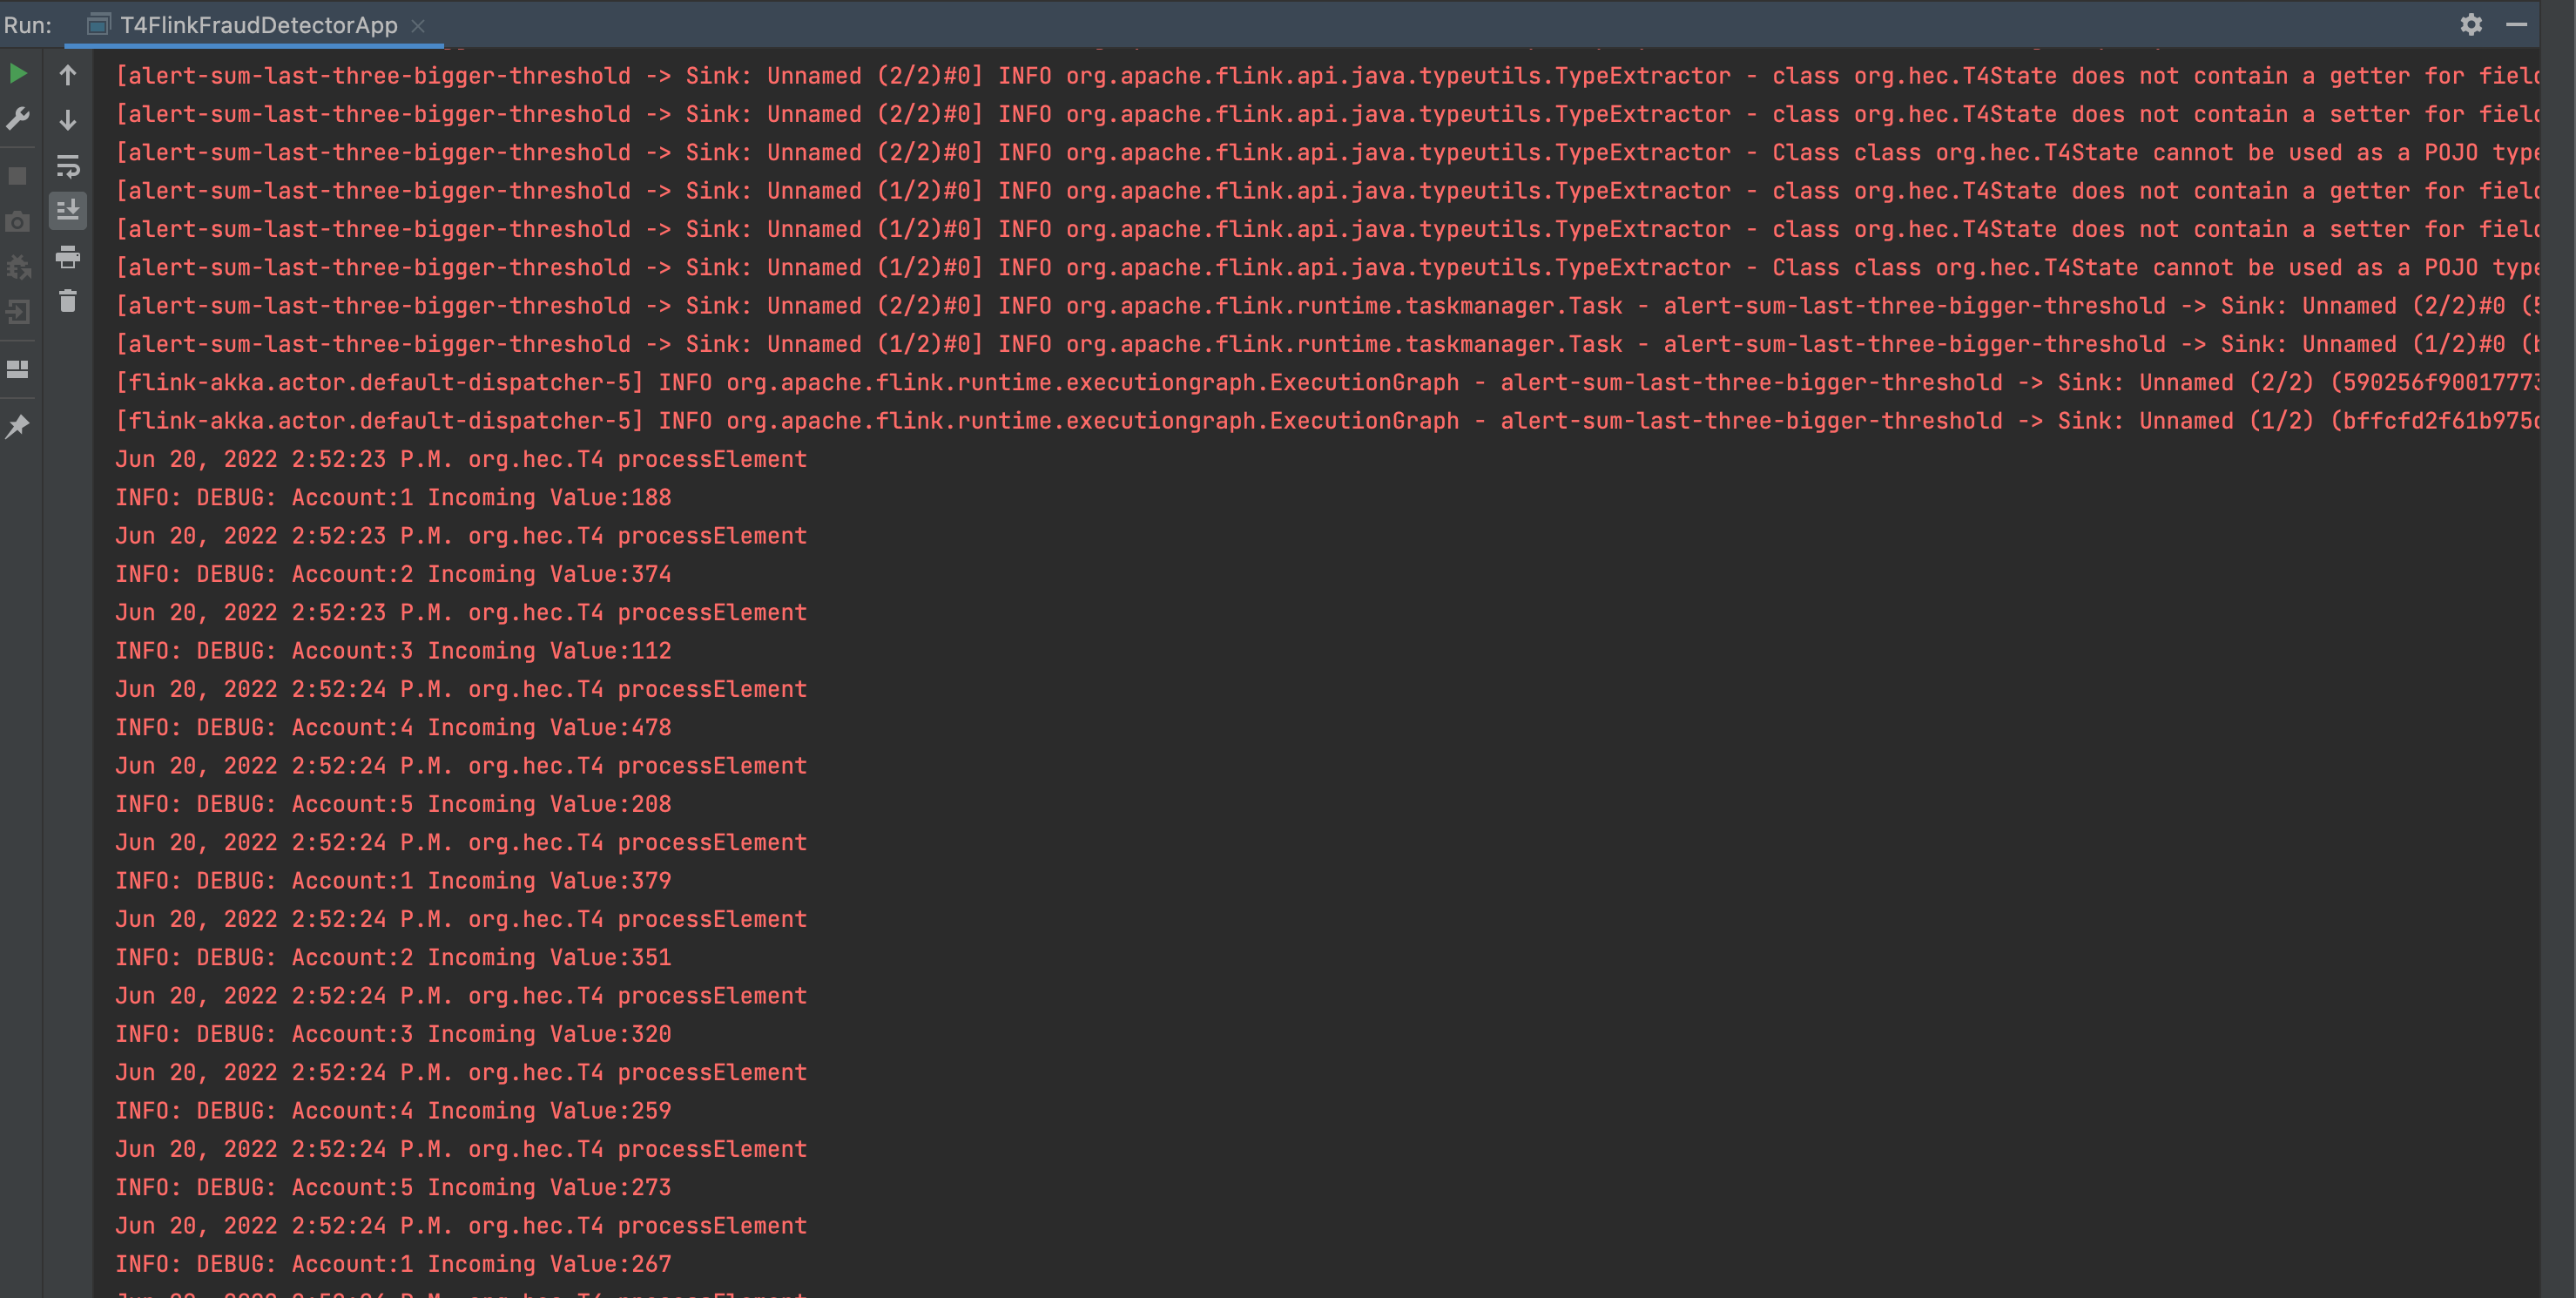 Run: T4FlinkFraudDetectorApp
[alert-sum-last-three-bigger-threshold -> Sink: Unnamed (2/2)#0] INFO org.apache.flink.api.java.typeutils.TypeExtractor - class org.hec.T4State does not contain a getter for field
[alert-sum-last-three-bigger-threshold -> Sink: Unnamed (2/2)#0] INFO org.apache.flink.api.java.typeutils.TypeExtractor - class org.hec.T4State does not contain a setter for field
[alert-sum-last-three-bigger-threshold -> Sink: Unnamed (2/2)#0] INFO org.apache.flink.api.java.typeutils.TypeExtractor - Class class org.hec.T4State cannot be used as a POJO type
[alert-sum-last-three-bigger-threshold -> Sink: Unnamed (1/2)#0] INFO org.apache.flink.api.java.typeutils.TypeExtractor - class org.hec.T4State does not contain a getter for field
[alert-sum-last-three-bigger-threshold -> Sink: Unnamed (1/2)#0] INFO org.apache.flink.api.java.typeutils.TypeExtractor - class org.hec.T4State does not contain a setter for field
[alert-sum-last-three-bigger-threshold -> Sink: Unnamed (1/2)#0] INFO org.apache.flink.api.java.typeutils.TypeExtractor - Class class org.hec.T4State cannot be used as a POJO type
[alert-sum-last-three-bigger-threshold -> Sink: Unnamed (2/2)#0] INFO org.apache.flink.runtime.taskmanager.Task - alert-sum-last-three-bigger-threshold -> Sink: Unnamed (2/2)#0 (5
[alert-sum-last-three-bigger-threshold -> Sink: Unnamed (1/2)#0] INFO org.apache.flink.runtime.taskmanager.Task - alert-sum-last-three-bigger-threshold -> Sink: Unnamed (1/2)#0 (b
[flink-akka.actor.default-dispatcher-5] INFO org.apache.flink.runtime.executiongraph.ExecutionGraph - alert-sum-last-three-bigger-threshold -> Sink: Unnamed (2/2) (590256f90017773
[flink-akka.actor.default-dispatcher-5] INFO org.apache.flink.runtime.executiongraph.ExecutionGraph - alert-sum-last-three-bigger-threshold -> Sink: Unnamed (1/2) (bffcfd2f61b975
Jun 20, 2022 2:52:23 P.M. org.hec.T4 processElement
INFO: DEBUG: Account:1 Incoming Value:188
Jun 20, 2022 2:52:23 P.M. org.hec.T4 processElement
INFO: DEBUG: Account:2 Incoming Value:374
Jun 20, 2022 2:52:23 P.M. org.hec.T4 processElement
INFO: DEBUG: Account:3 Incoming Value:112
Jun 20, 2022 2:52:24 P.M. org.hec.T4 processElement
INFO: DEBUG: Account:4 Incoming Value:478
Jun 20, 2022 2:52:24 P.M. org.hec.T4 processElement
INFO: DEBUG: Account:5 Incoming Value:208
Jun 20, 2022 2:52:24 P.M. org.hec.T4 processElement
INFO: DEBUG: Account:1 Incoming Value:379
Jun 20, 2022 2:52:24 P.M. org.hec.T4 processElement
INFO: DEBUG: Account:2 Incoming Value:351
Jun 20, 2022 2:52:24 P.M. org.hec.T4 processElement
INFO: DEBUG: Account:3 Incoming Value:320
Jun 20, 2022 2:52:24 P.M. org.hec.T4 processElement
INFO: DEBUG: Account:4 Incoming Value:259
Jun 20, 2022 2:52:24 P.M. org.hec.T4 processElement
INFO: DEBUG: Account:5 Incoming Value:273
Jun 20, 2022 2:52:24 P.M. org.hec.T4 processElement
INFO: DEBUG: Account:1 Incoming Value:267
Jun 20, 2022 2:52:24 P.M. org.hec.T4 processElement